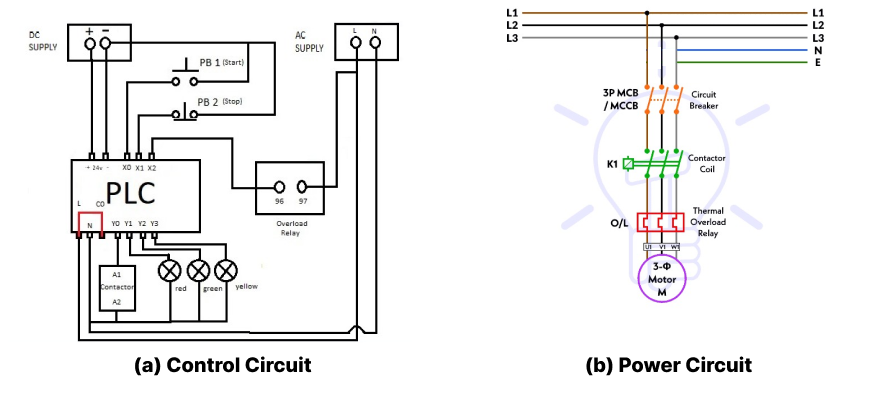 DC
SUPPLY
+ -
PB 1 (Start)
PB 2 (Stop)
AC
SUPPLY
L N
+ 24v - X0 X1 X2
PLC
L C0
N Y0 Y1 Y2 Y3
96 97
Overload
Relay
A1
Contactor
A2
red green yellow
(a) Control Circuit
L1 L1
L2 L2
L3 L3
N
E
3P MCB
/ MCCB
Circuit
Breaker
K1
Contactor
Coil
O/L
Thermal
Overload
Relay
U1 V1 W1
3-Φ
Motor
M
(b) Power Circuit